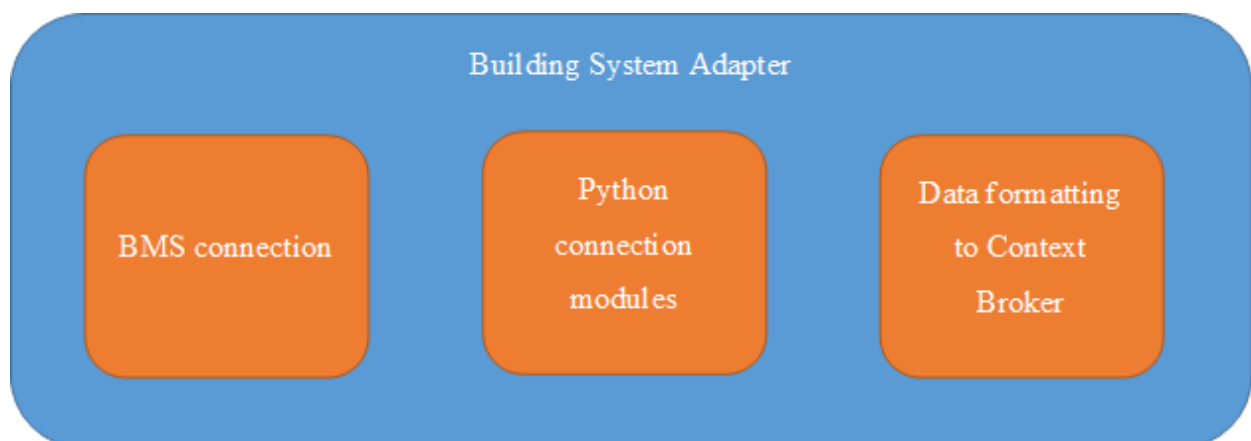 Building System Adapter
BMS connection
Python
connection
modules
Data formatting
to Context
Broker